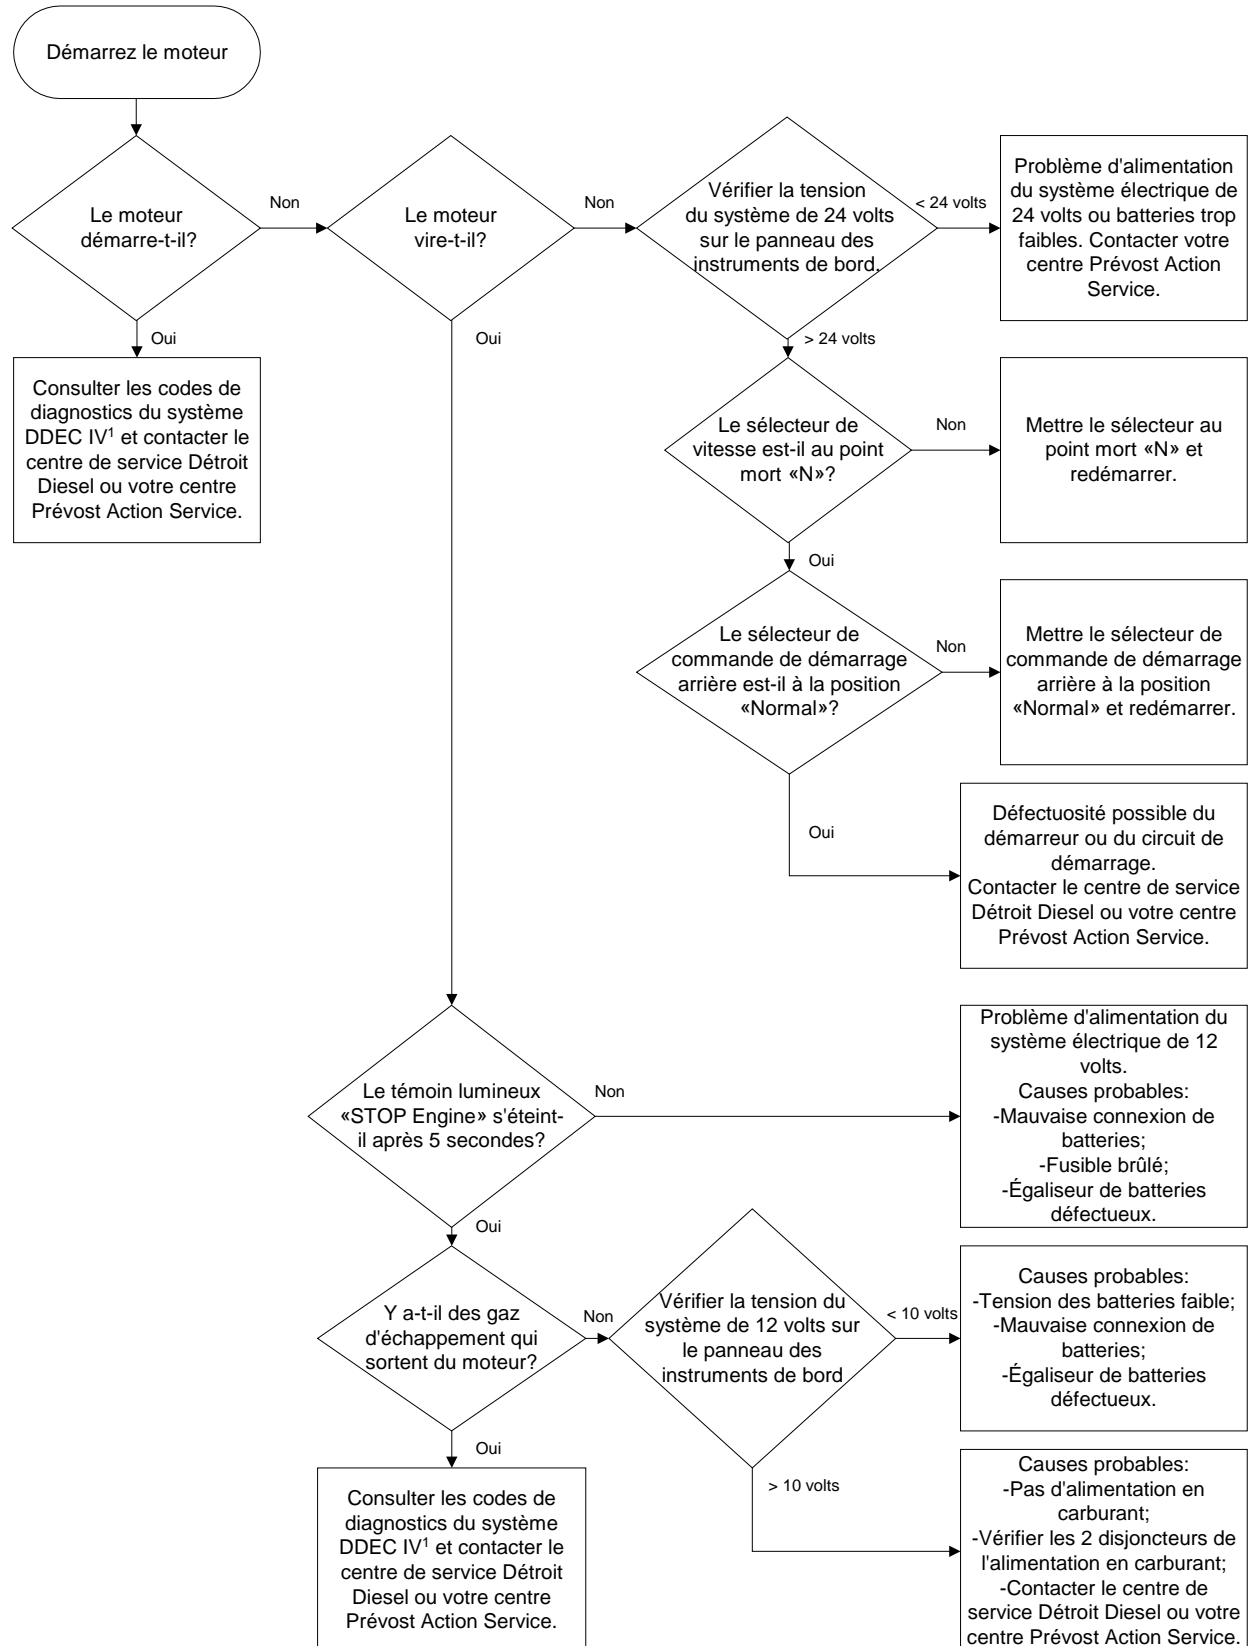 Démarrez le moteur
Le moteur
démarre-t-il?
Non
Le moteur
vire-t-il?
Non
Vérifier la tension
du système de 24 volts
sur le panneau des
instruments de bord.
< 24 volts
Problème d'alimentation
du système électrique de
24 volts ou batteries trop
faibles. Contacter votre
centre Prévost Action
Service.
Oui
Oui
> 24 volts
Consulter les codes de
diagnostics du système
DDEC IV¹ et contacter le
centre de service Détroit
Diesel ou votre centre
Prévost Action Service.
Le sélecteur de
vitesse est-il au point
mort «N»?
Non
Mettre le sélecteur au
point mort «N» et
redémarrer.
Oui
Le sélecteur de
commande de démarrage
arrière est-il à la position
«Normal»?
Non
Mettre le sélecteur de
commande de démarrage
arrière à la position
«Normal» et redémarrer.
Oui
Défectuosité possible du
démarreur ou du circuit de
démarrage.
Contacter le centre de service
Détroit Diesel ou votre centre
Prévost Action Service.
Le témoin lumineux
«STOP Engine» s'éteint-
il après 5 secondes?
Non
Problème d'alimentation du
système électrique de 12
volts.
Causes probables:
-Mauvaise connexion de
batteries;
-Fusible brûlé;
-Égaliseur de batteries
défectueux.
Oui
Y a-t-il des gaz
d'échappement qui
sortent du moteur?
Non
Vérifier la tension du
système de 12 volts sur
le panneau des
instruments de bord
< 10 volts
Causes probables:
-Tension des batteries faible;
-Mauvaise connexion de
batteries;
-Égaliseur de batteries
défectueux.
Oui
> 10 volts
Consulter les codes de
diagnostics du système
DDEC IV¹ et contacter le
centre de service Détroit
Diesel ou votre centre
Prévost Action Service.
Causes probables:
-Pas d'alimentation en
carburant;
-Vérifier les 2 disjoncteurs de
l'alimentation en carburant;
-Contacter le centre de
service Détroit Diesel ou votre
centre Prévost Action Service.